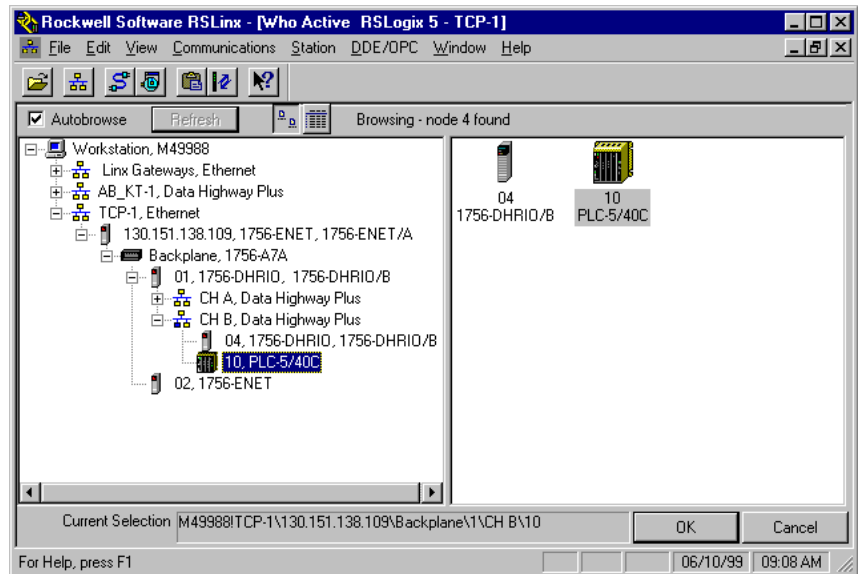 Rockwell Software RSLinx - [Who Active RSLogix 5 - TCP-1]
File Edit View Communications Station DDE/OPC Window Help
Autobrowse Refresh Browsing - node 4 found
Workstation, M49988
Linx Gateways, Ethernet
AB_KT-1, Data Highway Plus
TCP-1, Ethernet
130.151.138.109, 1756-ENET, 1756-ENET/A
Backplane, 1756-A7A
01, 1756-DHRIO, 1756-DHRIO/B
CH A, Data Highway Plus
CH B, Data Highway Plus
04, 1756-DHRIO, 1756-DHRIO/B
10, PLC-5/40C
02, 1756-ENET
04
1756-DHRIO/B
10
PLC-5/40C
Current Selection M49988!TCP-1\130.151.138.109\Backplane\1\CH B\10 OK Cancel
For Help, press F1 06/10/99 09:08 AM